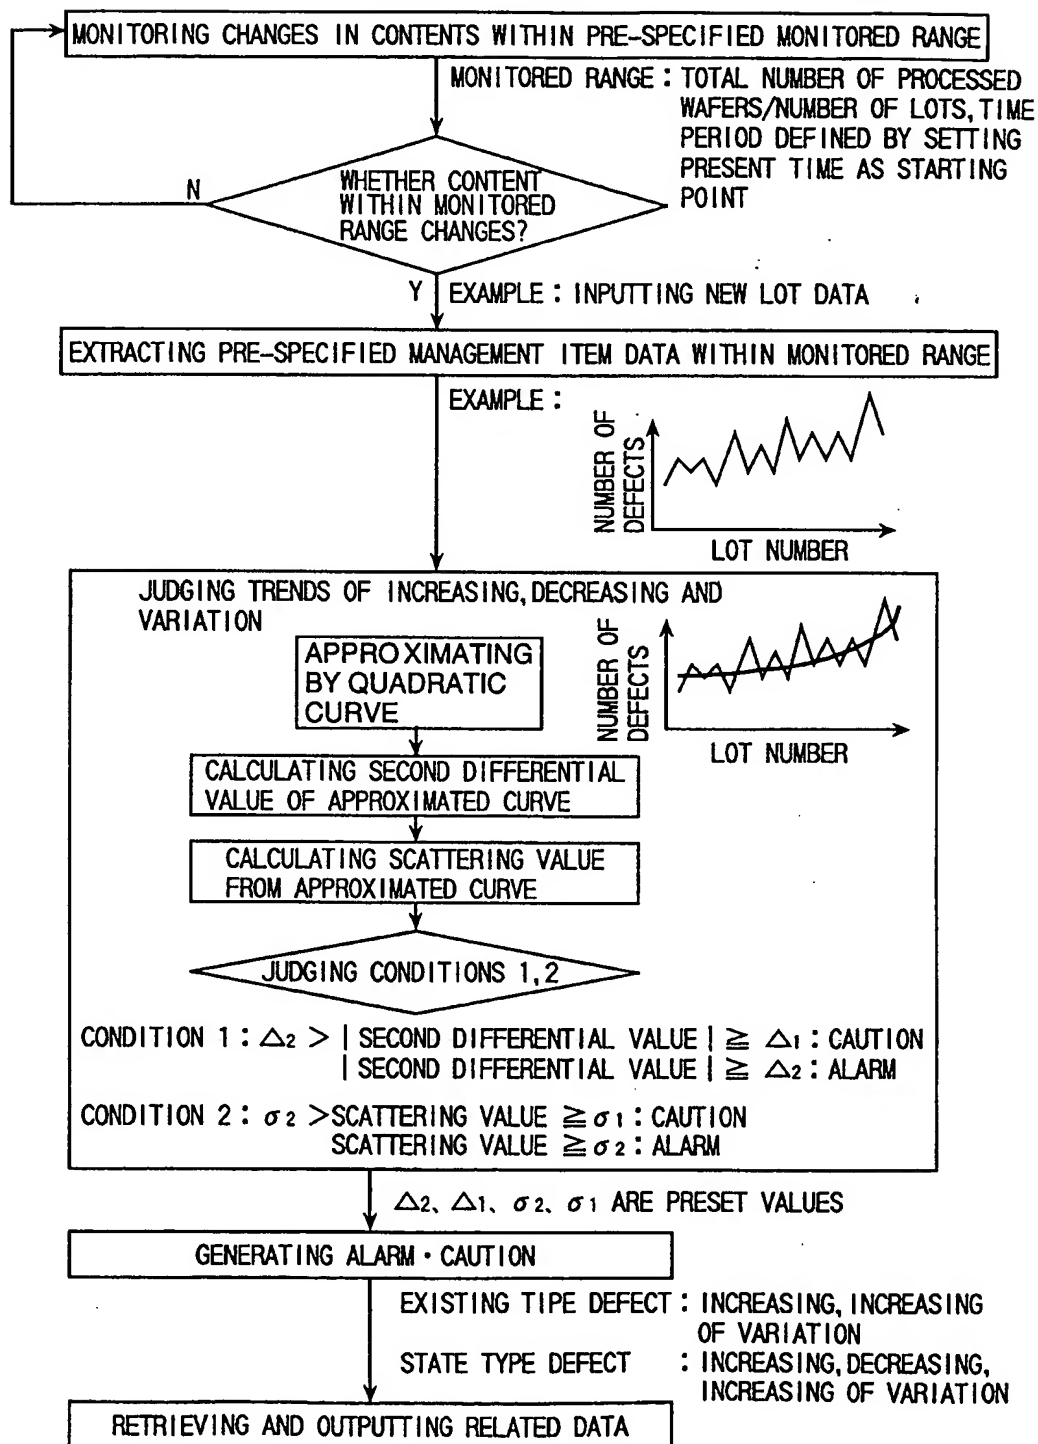 MONITORING CHANGES IN CONTENTS WITHIN PRE-SPECIFIED MONITORED RANGE
MONITORED RANGE : TOTAL NUMBER OF PROCESSED
WAFERS/NUMBER OF LOTS, TIME
PERIOD DEFINED BY SETTING
PRESENT TIME AS STARTING
POINT
N
WHETHER CONTENT
WITHIN MONITORED
RANGE CHANGES?
Y
EXAMPLE : INPUTTING NEW LOT DATA
EXTRACTING PRE-SPECIFIED MANAGEMENT ITEM DATA WITHIN MONITORED RANGE
EXAMPLE :
NUMBER OF
DEFECTS
LOT NUMBER
JUDGING TRENDS OF INCREASING, DECREASING AND
VARIATION
APPROXIMATING
BY QUADRATIC
CURVE
NUMBER OF
DEFECTS
LOT NUMBER
CALCULATING SECOND DIFFERENTIAL
VALUE OF APPROXIMATED CURVE
CALCULATING SCATTERING VALUE
FROM APPROXIMATED CURVE
JUDGING CONDITIONS 1, 2
CONDITION 1 : △2 > | SECOND DIFFERENTIAL VALUE | ≧ △1 : CAUTION
| SECOND DIFFERENTIAL VALUE | ≧ △2 : ALARM
CONDITION 2 : σ2 > SCATTERING VALUE ≧ σ1 : CAUTION
SCATTERING VALUE ≧ σ2 : ALARM
△2、△1、σ2、σ1 ARE PRESET VALUES
GENERATING ALARM・CAUTION
EXISTING TIPE DEFECT : INCREASING, INCREASING
OF VARIATION
STATE TYPE DEFECT : INCREASING, DECREASING,
INCREASING OF VARIATION
RETRIEVING AND OUTPUTTING RELATED DATA